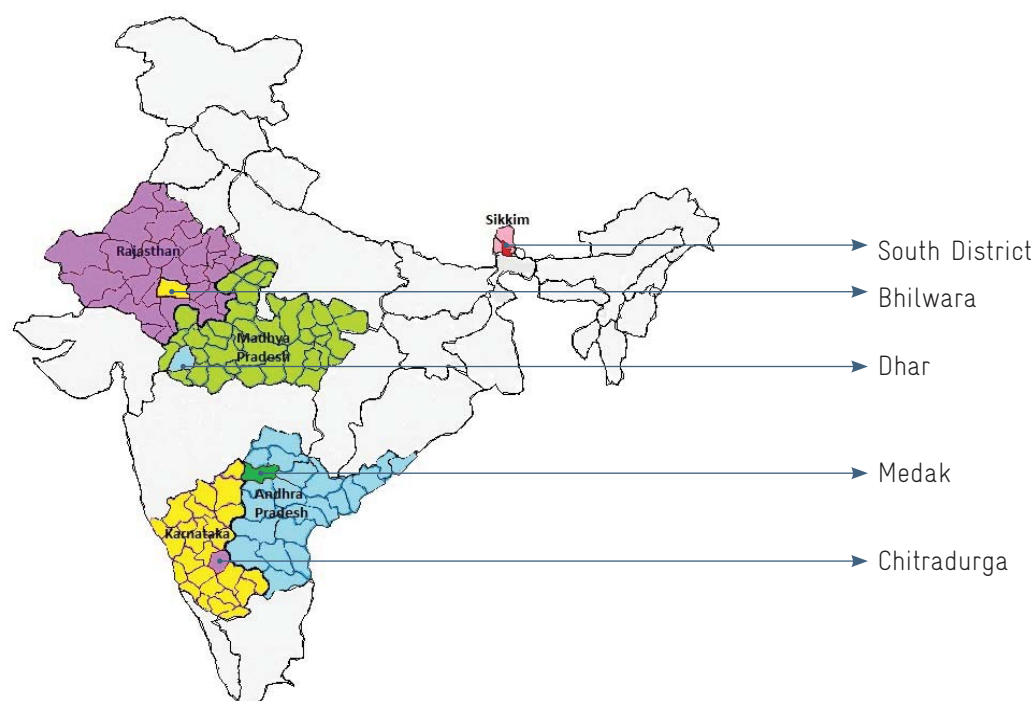 Sikkim
South District
Rajasthan
Bhilwara
Madhya
Pradesh
Dhar
Medak
Andhra
Pradesh
Karnataka
Chitradurga